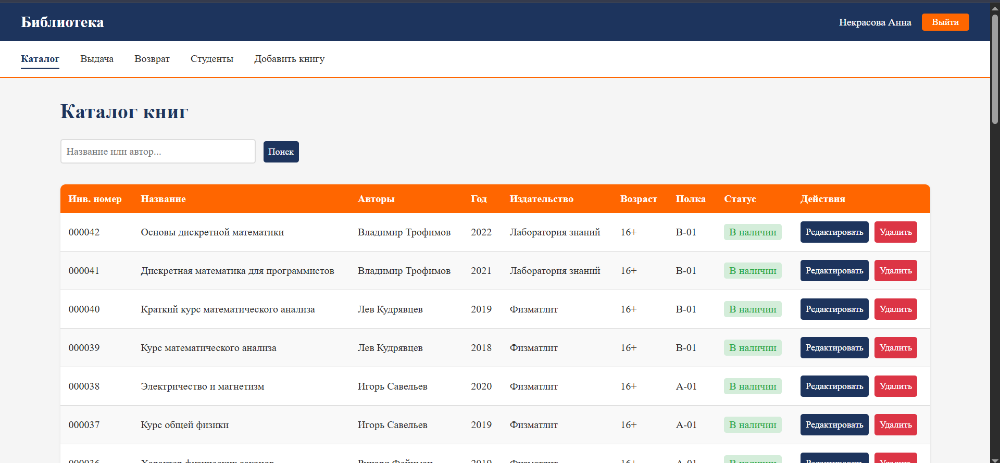 Библиотека
Некрасова Анна Выйти
Каталог Выдача Возврат Студенты Добавить книгу
Каталог книг
Название или автор... Поиск
Инв. номер Название Авторы Год Издательство Возраст Полка Статус Действия
000042 Основы дискретной математики Владимир Трофимов 2022 Лаборатория знаний 16+ B-01 В наличии Редактировать Удалить
000041 Дискретная математика для программистов Владимир Трофимов 2021 Лаборатория знаний 16+ B-01 В наличии Редактировать Удалить
000040 Краткий курс математического анализа Лев Кудрявцев 2019 Физматлит 16+ B-01 В наличии Редактировать Удалить
000039 Курс математического анализа Лев Кудрявцев 2018 Физматлит 16+ B-01 В наличии Редактировать Удалить
000038 Электричество и магнетизм Игорь Савельев 2020 Физматлит 16+ A-01 В наличии Редактировать Удалить
000037 Курс общей физики Игорь Савельев 2019 Физматлит 16+ A-01 В наличии Редактировать Удалить
000036 Характер физических законов Ричард Фейнман 2019 Физматлит 16+ A-01 В наличии Редактировать Удалить